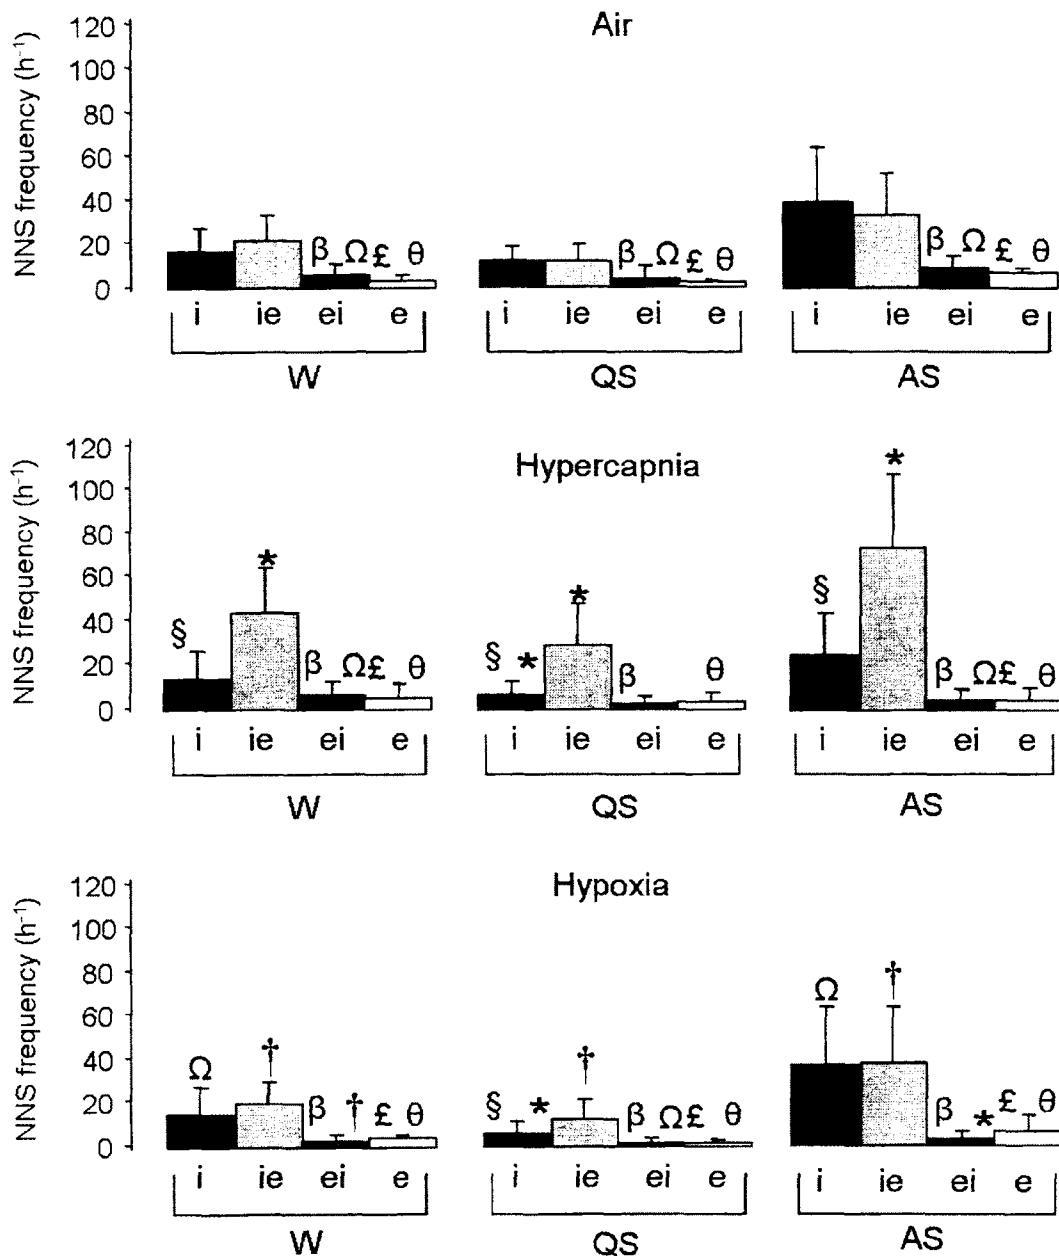 Air
NNS frequency (h⁻¹)
120
100
80
60
40
20
0
β Ω £ θ
β Ω £ θ
β Ω £ θ
i ie ei e
i ie ei e
i ie ei e
W
QS
AS
Hypercapnia
NNS frequency (h⁻¹)
120
100
80
60
40
20
0
§ * β Ω £ θ
§ * * β θ
§ * β Ω £ θ
i ie ei e
i ie ei e
i ie ei e
W
QS
AS
Hypoxia
NNS frequency (h⁻¹)
120
100
80
60
40
20
0
Ω † β † £ θ
§ * † β Ω £ θ
Ω † β * £ θ
i ie ei e
i ie ei e
i ie ei e
W
QS
AS